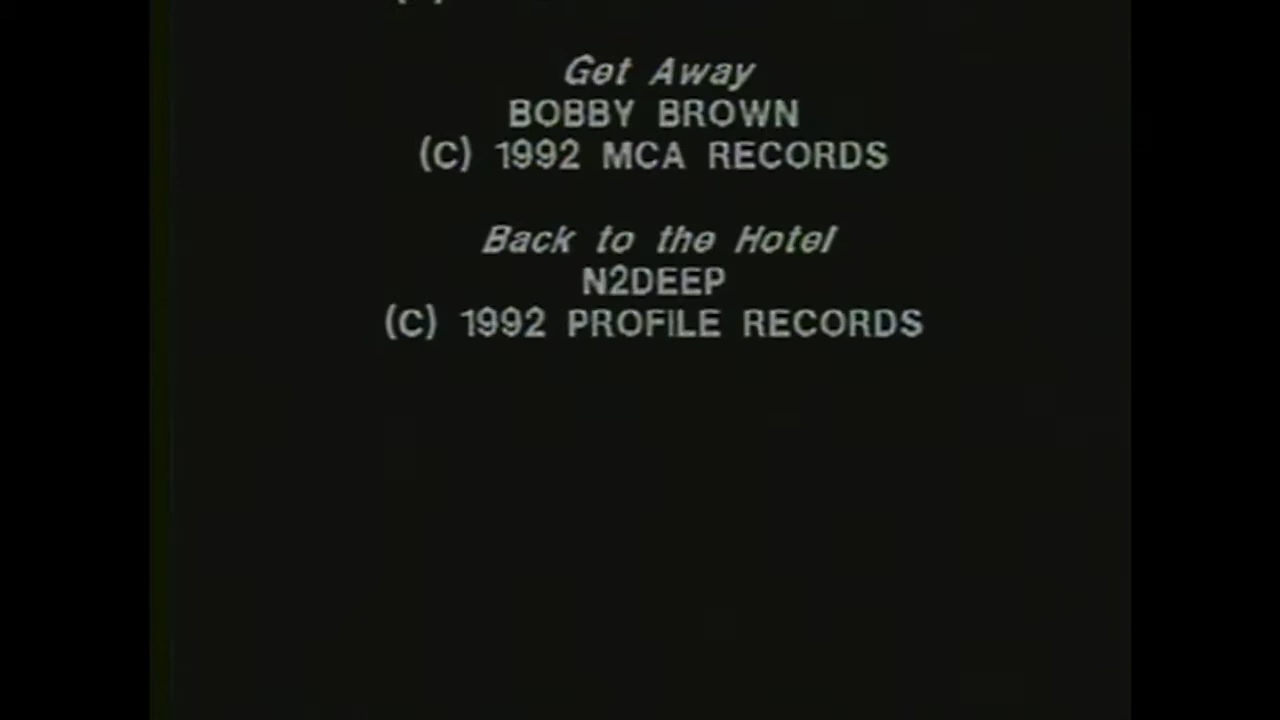 Get Away
BOBBY BROWN
(C) 1992 MCA RECORDS
Back to the Hotel
N2DEEP
(C) 1992 PROFILE RECORDS